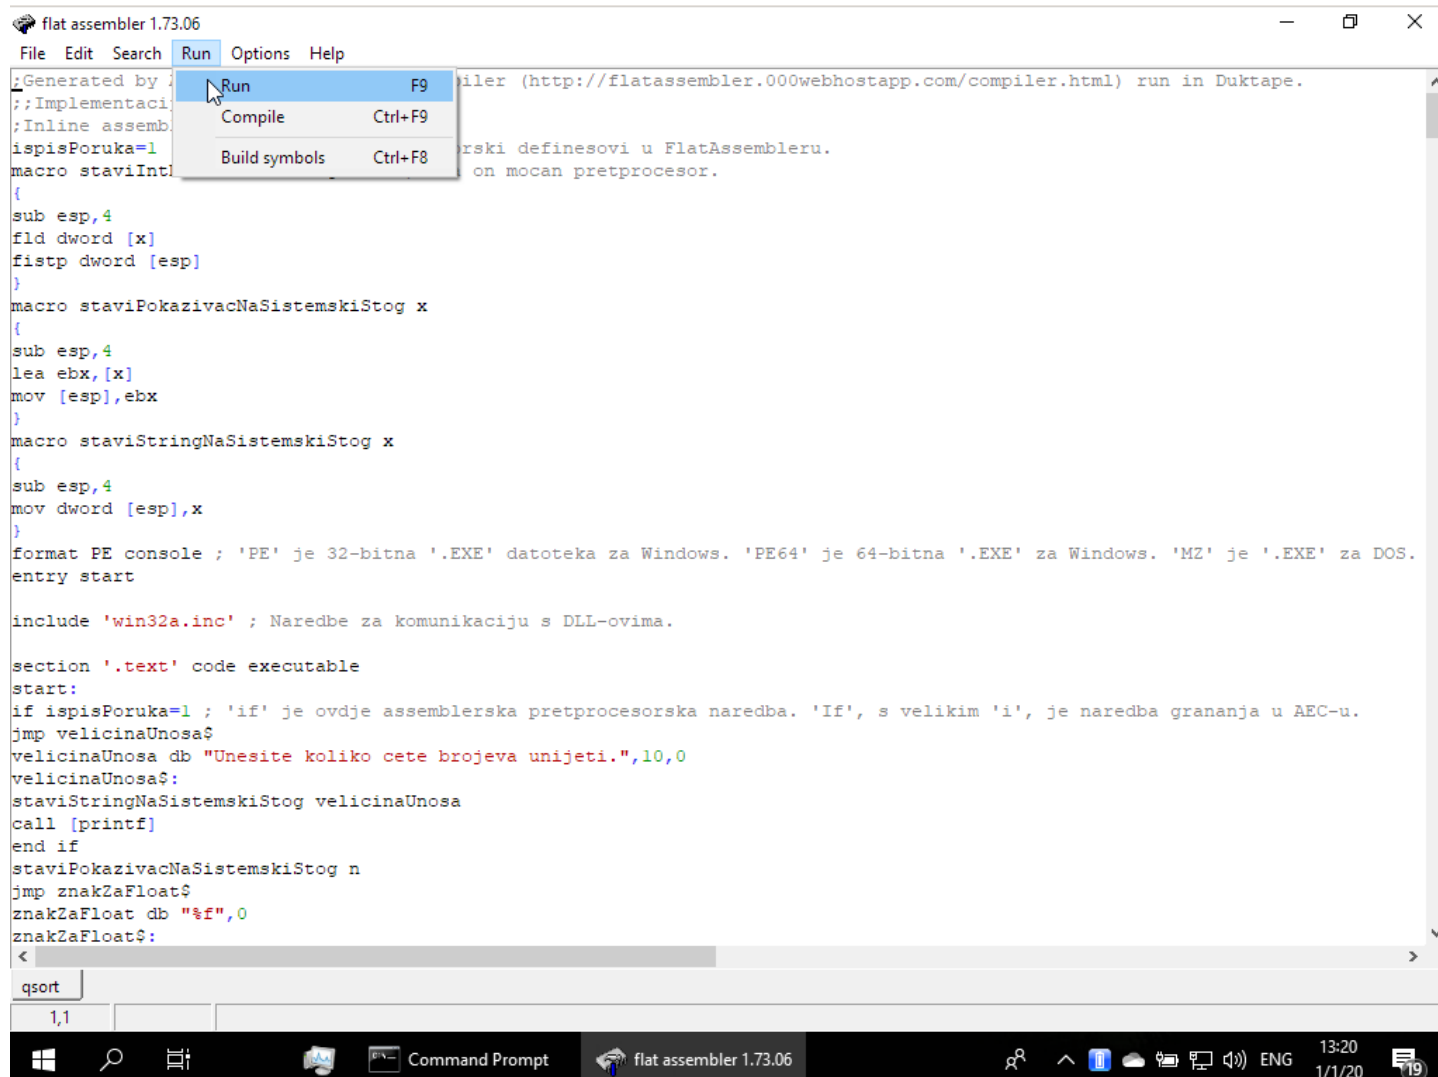 flat assembler 1.73.06
File Edit Search Run Options Help
Run F9
Compile Ctrl+F9
Build symbols Ctrl+F8
;Generated by iler (http://flatassembler.000webhostapp.com/compiler.html) run in Duktape.
;;Implementacij
;Inline assemb
ispisPoruka=1 rski definesovi u FlatAssembleru.
macro staviInt on mocan pretprocesor.
{
sub esp,4
fld dword [x]
fistp dword [esp]
}
macro staviPokazivacNaSistemskiStog x
{
sub esp,4
lea ebx,[x]
mov [esp],ebx
}
macro staviStringNaSistemskiStog x
{
sub esp,4
mov dword [esp],x
}
format PE console ; 'PE' je 32-bitna '.EXE' datoteka za Windows. 'PE64' je 64-bitna '.EXE' za Windows. 'MZ' je '.EXE' za DOS.
entry start
include 'win32a.inc' ; Naredbe za komunikaciju s DLL-ovima.
section '.text' code executable
start:
if ispisPoruka=1 ; 'if' je ovdje assemblerska pretprocesorska naredba. 'If', s velikim 'i', je naredba grananja u AEC-u.
jmp velicinaUnosa$
velicinaUnosa db "Unesite koliko cete brojeva unijeti.",10,0
velicinaUnosa$:
staviStringNaSistemskiStog velicinaUnosa
call [printf]
end if
staviPokazivacNaSistemskiStog n
jmp znakZaFloat$
znakZaFloat db "%f",0
znakZaFloat$:
qsort
1,1
Command Prompt
flat assembler 1.73.06
ENG
13:20
1/1/20
19